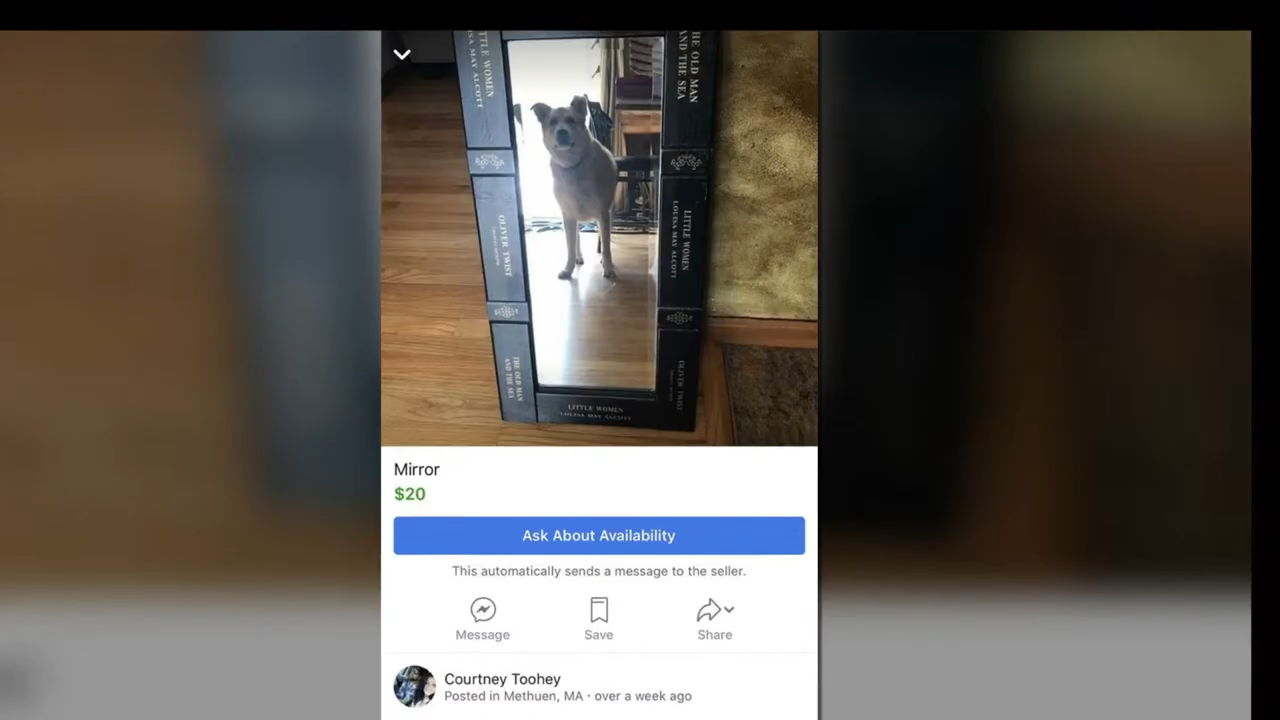 LITTLE WOMEN
LOUISA MAY ALCOTT
THE OLD MAN
AND THE SEA
OLIVER TWIST
LITTLE WOMEN
LOUISA MAY ALCOTT
THE OLD MAN
AND THE SEA
OLIVER TWIST
LITTLE WOMEN
LOUISA MAY ALCOTT
Mirror
$20
Ask About Availability
This automatically sends a message to the seller.
Message
Save
Share
Courtney Toohey
Posted in Methuen, MA · over a week ago